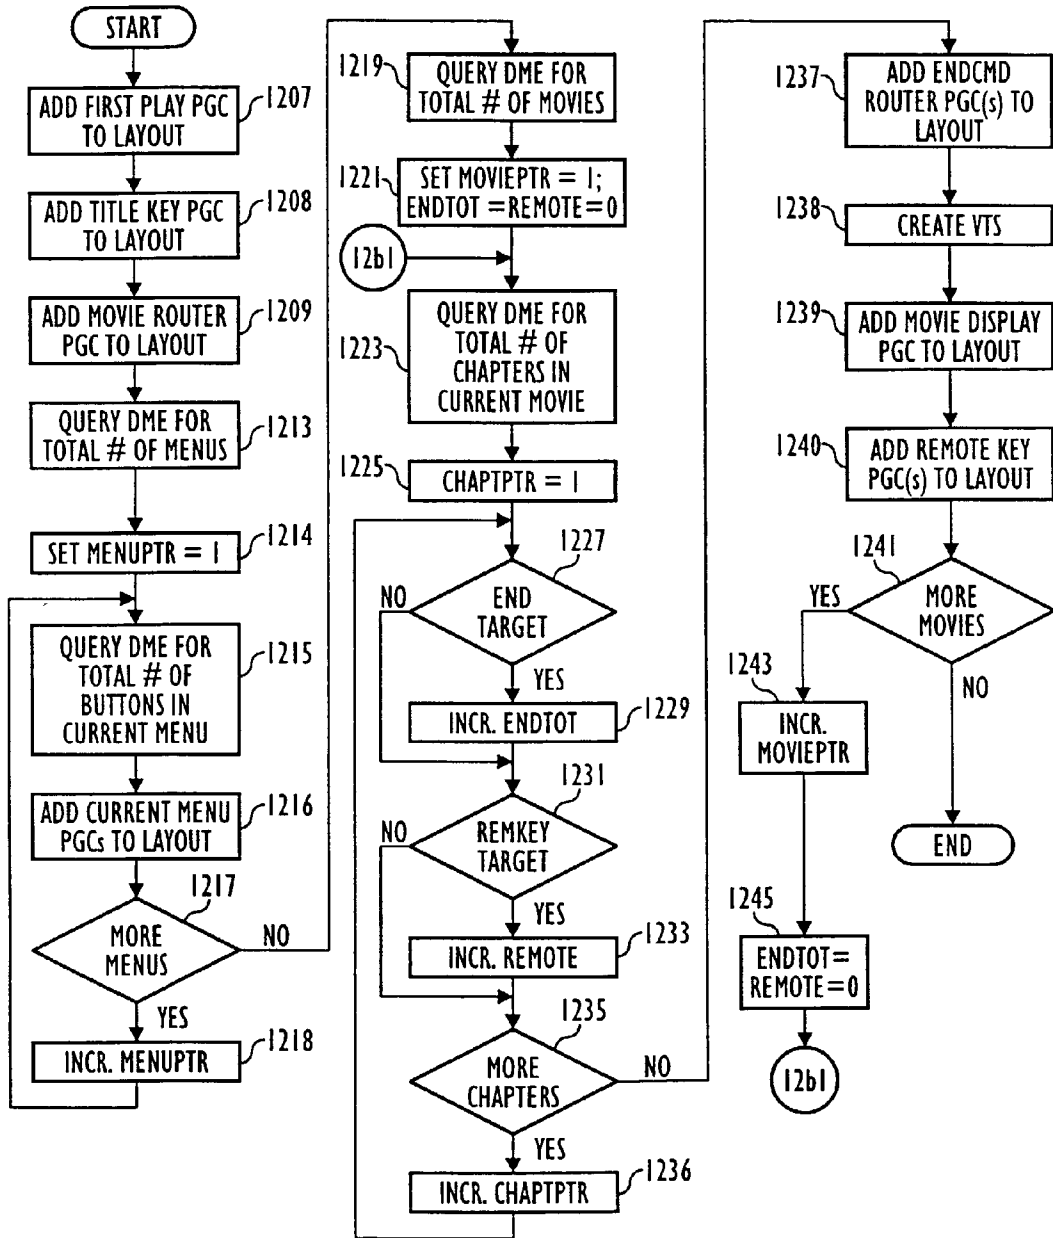 START
ADD FIRST PLAY PGC
TO LAYOUT
1207
ADD TITLE KEY PGC
TO LAYOUT
1208
ADD MOVIE ROUTER
PGC TO LAYOUT
1209
QUERY DME FOR
TOTAL # OF MENUS
1213
SET MENUPTR = 1
1214
QUERY DME FOR
TOTAL # OF
BUTTONS IN
CURRENT MENU
1215
ADD CURRENT MENU
PGCs TO LAYOUT
1216
MORE
MENUS
1217
NO
YES
INCR. MENUPTR
1218
1219
QUERY DME FOR
TOTAL # OF MOVIES
1221
SET MOVIEPTR = 1;
ENDTOT =REMOTE=0
12b1
1223
QUERY DME FOR
TOTAL # OF
CHAPTERS IN
CURRENT MOVIE
1225
CHAPTPTR = 1
1227
NO
END
TARGET
YES
INCR. ENDTOT
1229
1231
NO
REMKEY
TARGET
YES
INCR. REMOTE
1233
1235
MORE
CHAPTERS
NO
YES
INCR. CHAPTPTR
1236
1237
ADD ENDCMD
ROUTER PGC(s) TO
LAYOUT
1238
CREATE VTS
1239
ADD MOVIE DISPLAY
PGC TO LAYOUT
1240
ADD REMOTE KEY
PGC(s) TO LAYOUT
1241
YES
MORE
MOVIES
NO
1243
INCR.
MOVIEPTR
END
1245
ENDTOT=
REMOTE=0
12b1